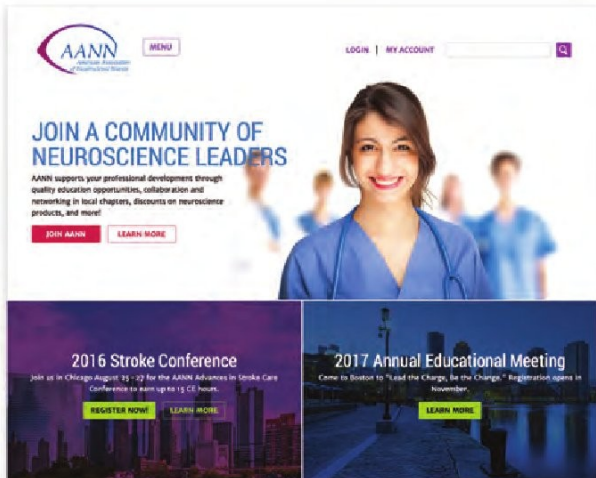 AANN
American Association
of Neuroscience Nurses
MENU
LOGIN | MY ACCOUNT
JOIN A COMMUNITY OF
NEUROSCIENCE LEADERS
AANN supports your professional development through
quality education opportunities, collaboration and
networking in local chapters, discounts on neuroscience
products, and more!
JOIN AANN
LEARN MORE
2016 Stroke Conference
Join us in Chicago August 25-27 for the AANN Advances in Stroke Care
Conference to earn up to 15 CE hours.
REGISTER NOW!
LEARN MORE
2017 Annual Educational Meeting
Come to Boston to "Lead the Charge, Be the Change." Registration opens in
November.
LEARN MORE